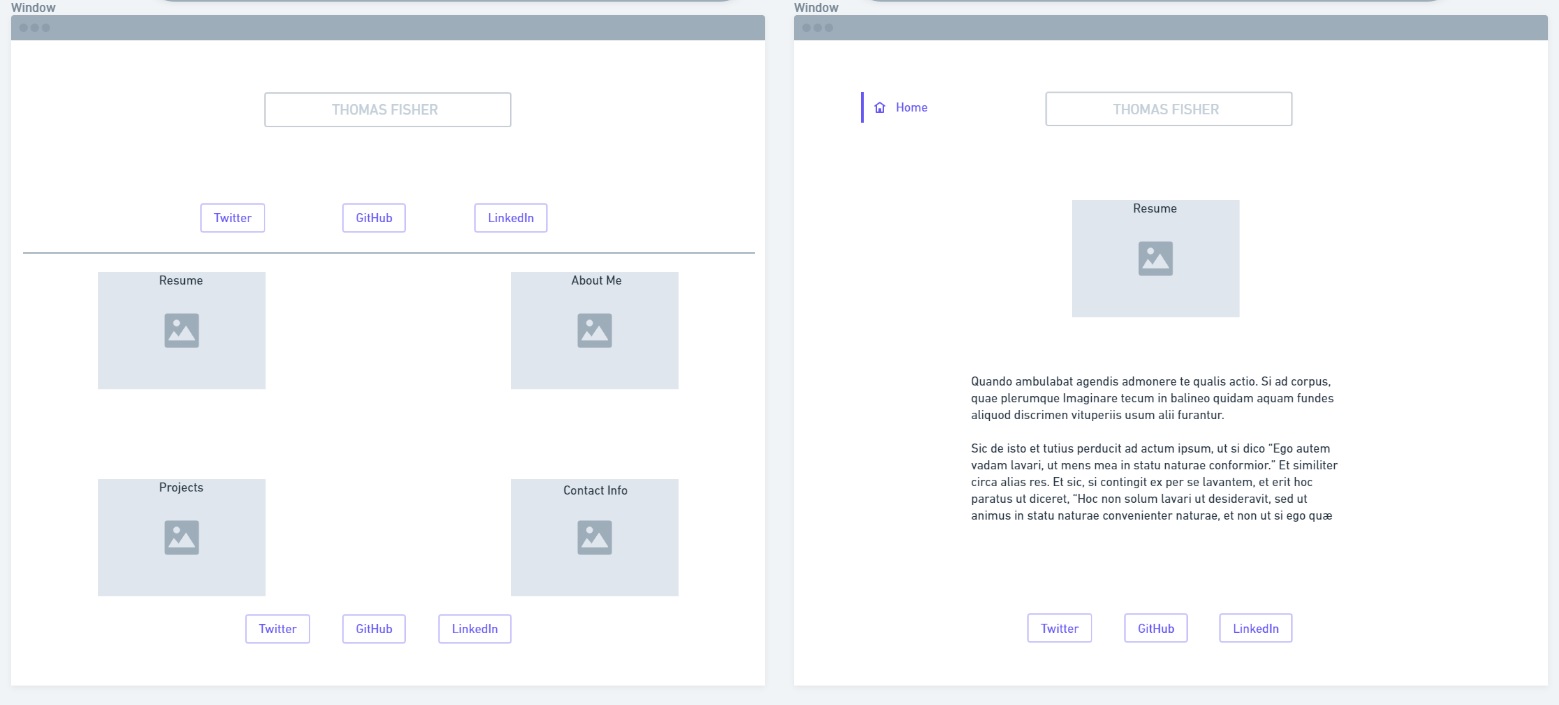 Window
THOMAS FISHER
Twitter
GitHub
LinkedIn
Resume
About Me
Projects
Contact Info
Twitter
GitHub
LinkedIn
Window
Home
THOMAS FISHER
Resume
Quando ambulabat agendis admonere te qualis actio. Si ad corpus,
quae plerumque Imaginare tecum in balineo quidam aquam fundes
aliquod discrimen vituperiis usum alii furantur.
Sic de isto et tutius perducit ad actum ipsum, ut si dico “Ego autem
vadam lavari, ut mens mea in statu naturae conformior.” Et similiter
circa alias res. Et sic, si contingit ex per se lavantem, et erit hoc
paratus ut diceret, “Hoc non solum lavari ut desideravit, sed ut
animus in statu naturae convenienter naturae, et non ut si ego quæ
Twitter
GitHub
LinkedIn